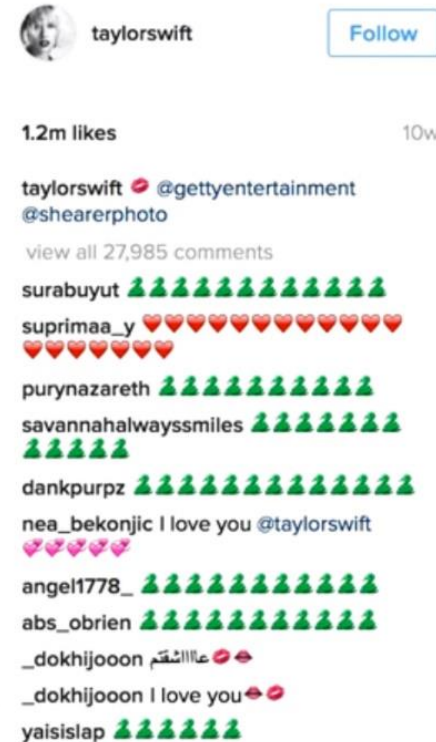 taylorswift
Follow
1.2m likes
10w
taylorswift 💋 @gettyentertainment
@shearerphoto
view all 27,985 comments
surabuyut 🐍🐍🐍🐍🐍🐍🐍🐍🐍🐍🐍🐍
suprimaa_y ❤️❤️❤️❤️❤️❤️❤️❤️❤️❤️❤️❤️
❤️❤️❤️❤️❤️❤️❤️
purynazareth 🐍🐍🐍🐍🐍🐍🐍🐍🐍🐍
savannahalwayssmiles 🐍🐍🐍🐍🐍🐍🐍
🐍🐍🐍🐍🐍
dankpurpz 🐍🐍🐍🐍🐍🐍🐍🐍🐍🐍🐍🐍🐍
nea_bekonjic I love you @taylorswift
💞💞💞💞💞
angel1778_ 🐍🐍🐍🐍🐍🐍🐍🐍🐍🐍🐍
abs_obrien 🐍🐍🐍🐍🐍🐍🐍🐍🐍🐍🐍
_dokhijooon عااااشقتم💋👄
_dokhijooon I love you👄💋
yaisislap 🐍🐍🐍🐍🐍🐍